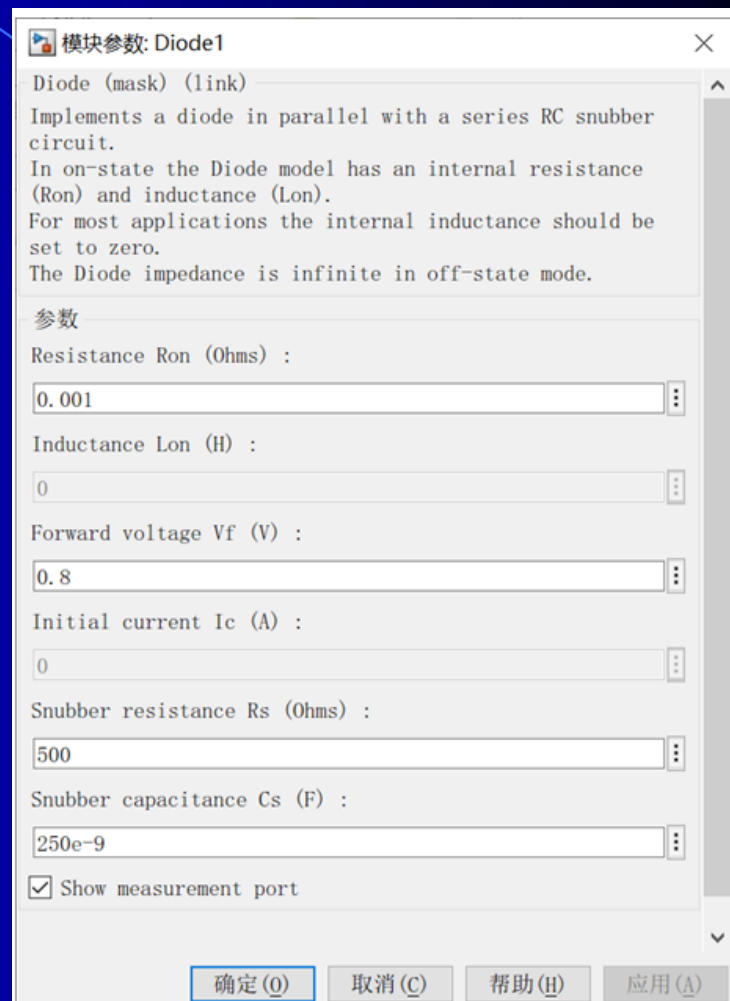 模块参数: Diode1
Diode (mask) (link)
Implements a diode in parallel with a series RC snubber
circuit.
In on-state the Diode model has an internal resistance
(Ron) and inductance (Lon).
For most applications the internal inductance should be
set to zero.
The Diode impedance is infinite in off-state mode.
参数
Resistance Ron (Ohms) :
0.001
Inductance Lon (H) :
0
Forward voltage Vf (V) :
0.8
Initial current Ic (A) :
0
Snubber resistance Rs (Ohms) :
500
Snubber capacitance Cs (F) :
250e-9
Show measurement port
确定(O) 取消(C) 帮助(H) 应用(A)